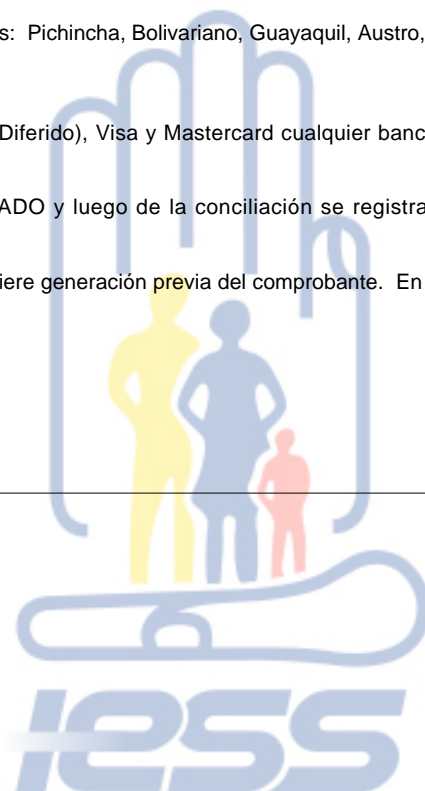 s: Pichincha, Bolivariano, Guayaquil, Austro,
Diferido), Visa y Mastercard cualquier banc
ADO y luego de la conciliación se registra
iere generación previa del comprobante. En
IESS